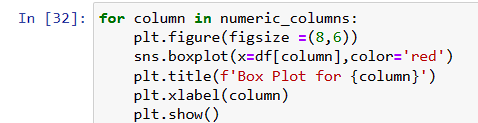 In [32]: for column in numeric_columns:
    plt.figure(figsize =(8,6))
    sns.boxplot(x=df[column],color='red')
    plt.title(f'Box Plot for {column}')
    plt.xlabel(column)
    plt.show()